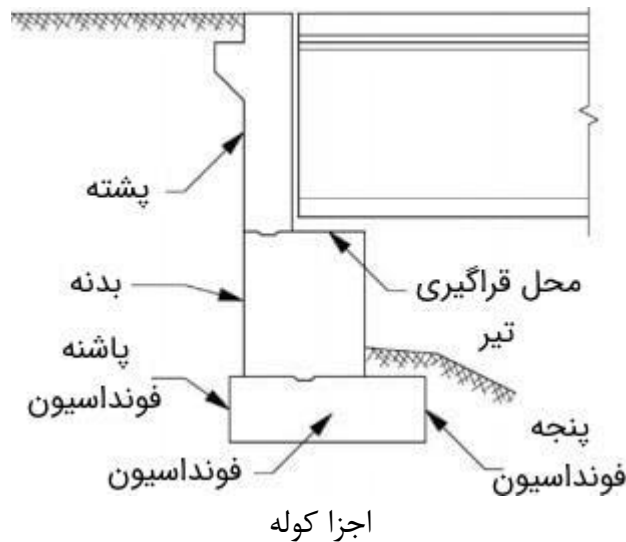 پشته
بدنه
محل قراگیری
تیر
پاشنه
فونداسیون
پنجه
فونداسیون
فونداسیون
اجزا کوله